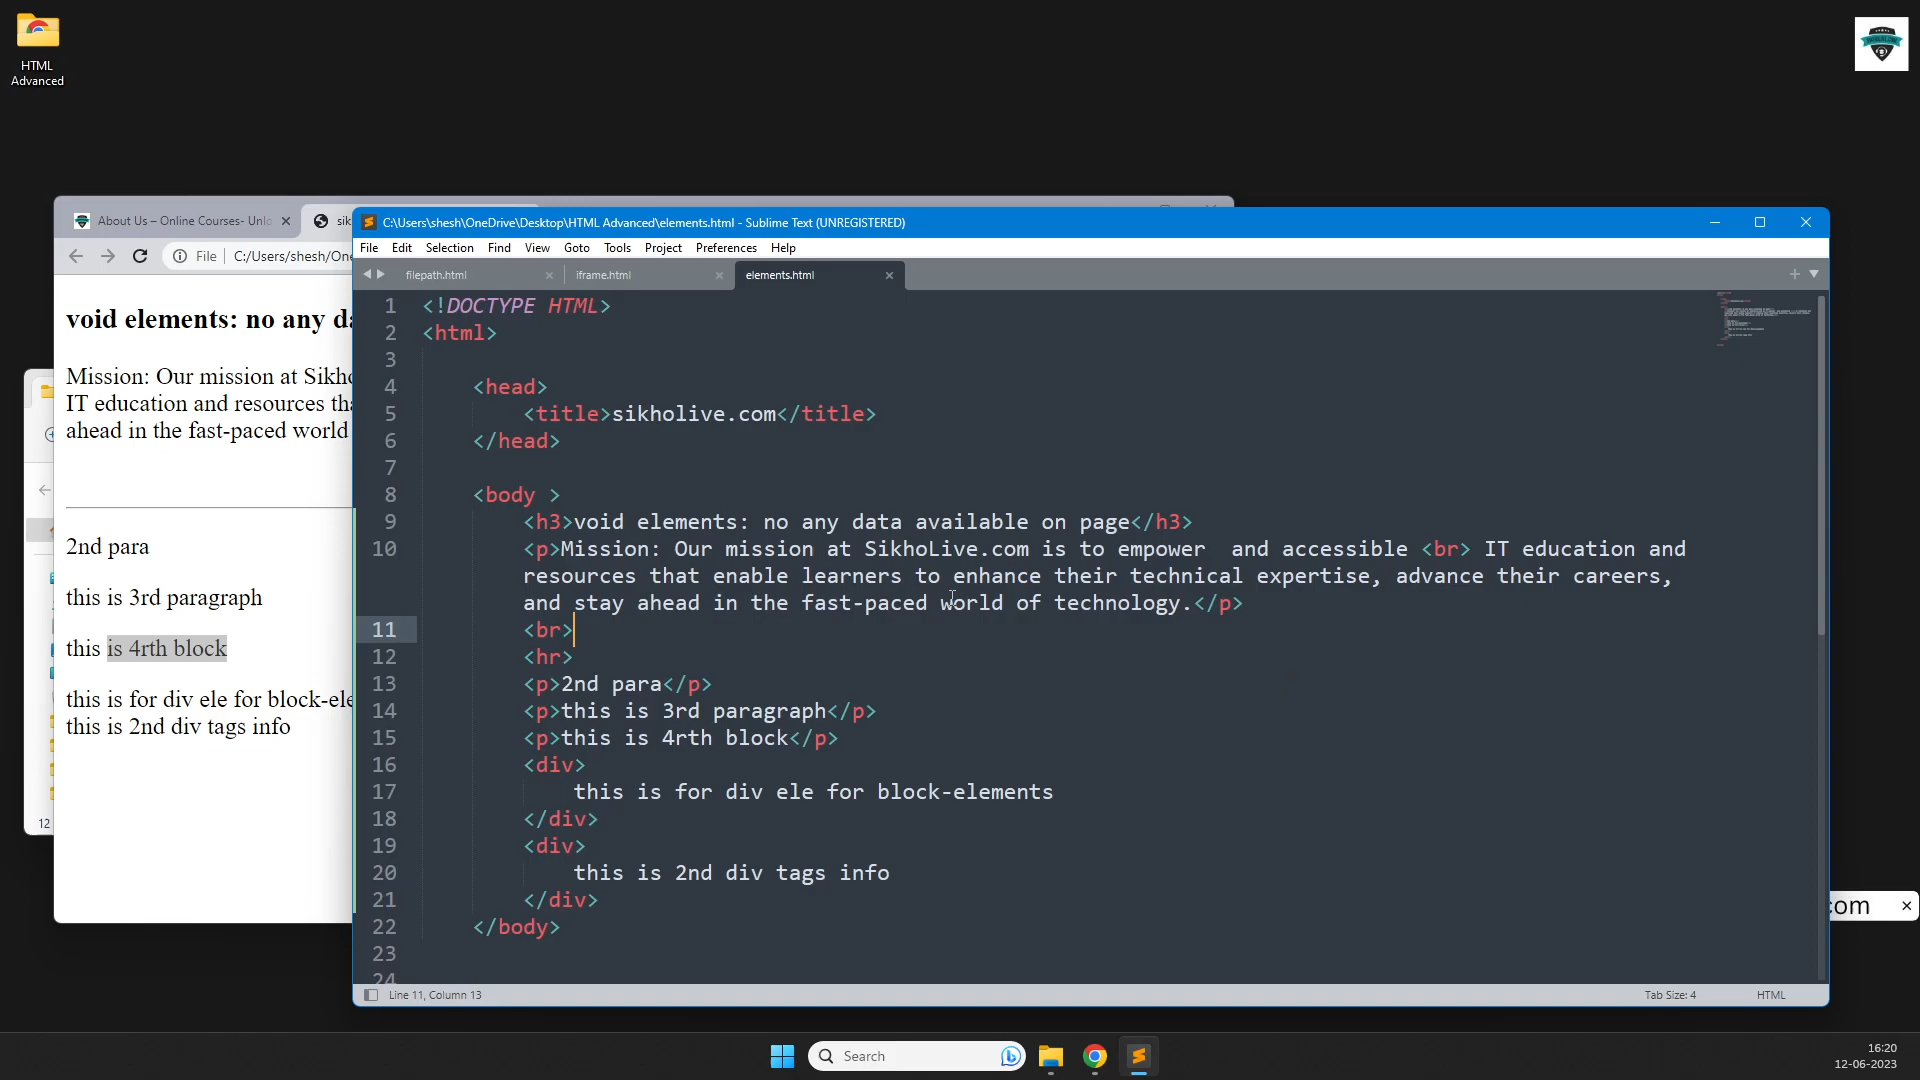 HTML
Advanced
About Us – Online Courses- Unlo
sik
File
C:/Users/shesh/One
void elements: no any da
Mission: Our mission at Sikho
IT education and resources tha
ahead in the fast-paced world
2nd para
this is 3rd paragraph
this is 4rth block
this is for div ele for block-ele
this is 2nd div tags info
12
C:\Users\shesh\OneDrive\Desktop\HTML Advanced\elements.html - Sublime Text (UNREGISTERED)
File Edit Selection Find View Goto Tools Project Preferences Help
filepath.html iframe.html elements.html
1 <!DOCTYPE HTML>
2 <html>
3
4 <head>
5 <title>sikholive.com</title>
6 </head>
7
8 <body >
9 <h3>void elements: no any data available on page</h3>
10 <p>Mission: Our mission at SikhoLive.com is to empower  and accessible <br> IT education and
resources that enable learners to enhance their technical expertise, advance their careers,
and stay ahead in the fast-paced world of technology.</p>
11 <br>
12 <hr>
13 <p>2nd para</p>
14 <p>this is 3rd paragraph</p>
15 <p>this is 4rth block</p>
16 <div>
17 this is for div ele for block-elements
18 </div>
19 <div>
20 this is 2nd div tags info
21 </div>
22 </body>
23
24
Line 11, Column 13
Tab Size: 4
HTML
com
Search
16:20
12-06-2023